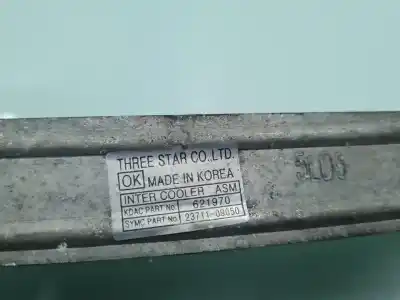 THREE STAR CO.LTD.
OK MADE IN KOREA
INTER COOLER ASM
KDAC PART No. 621970
SYMC PART No. 23711-09050